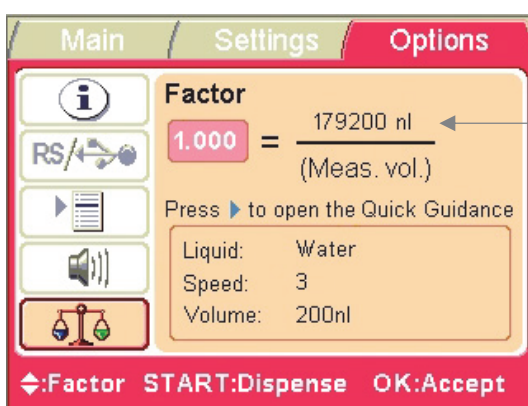 Main Settings Options
Factor
1.000 = 179200 nl
(Meas. vol.)
RS/
Press to open the Quick Guidance
Liquid: Water
Speed: 3
Volume: 200nl
:Factor START:Dispense OK:Accept